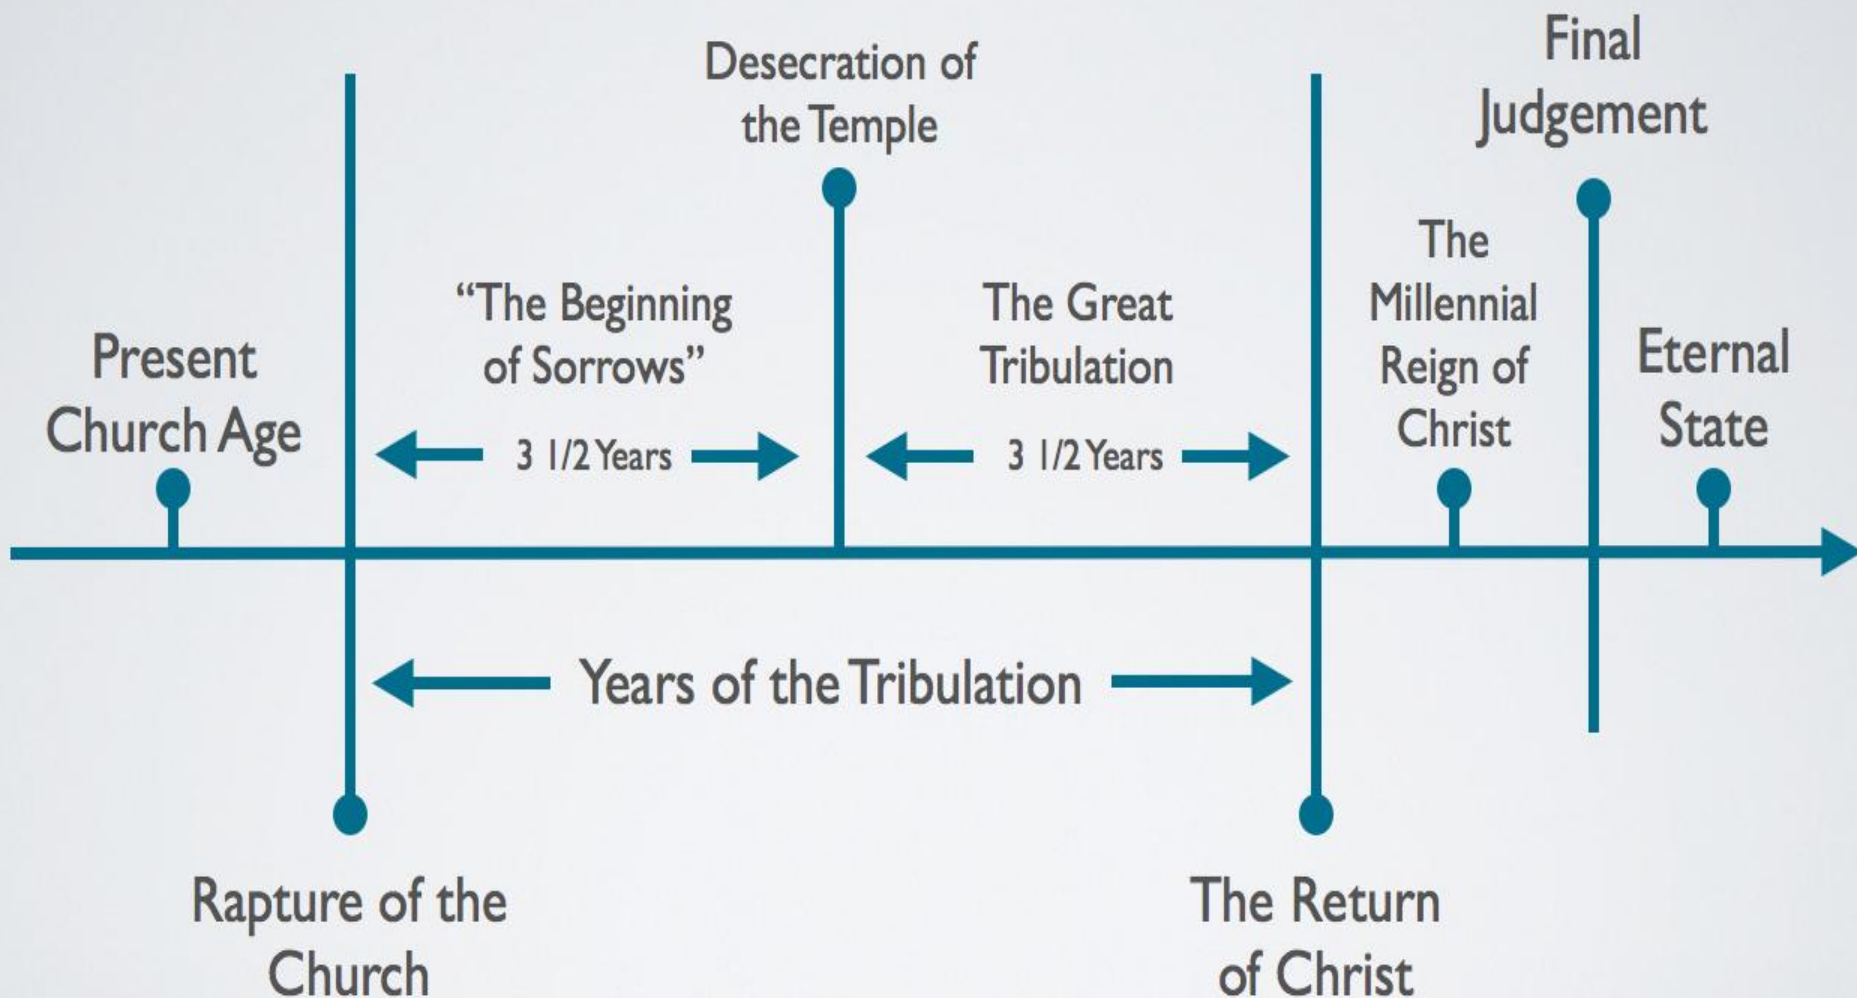 Present
Church Age
Rapture of the
Church
“The Beginning
of Sorrows”
3 1/2 Years
Desecration of
the Temple
The Great
Tribulation
3 1/2 Years
Years of the Tribulation
The Return
of Christ
The
Millennial
Reign of
Christ
Final
Judgement
Eternal
State